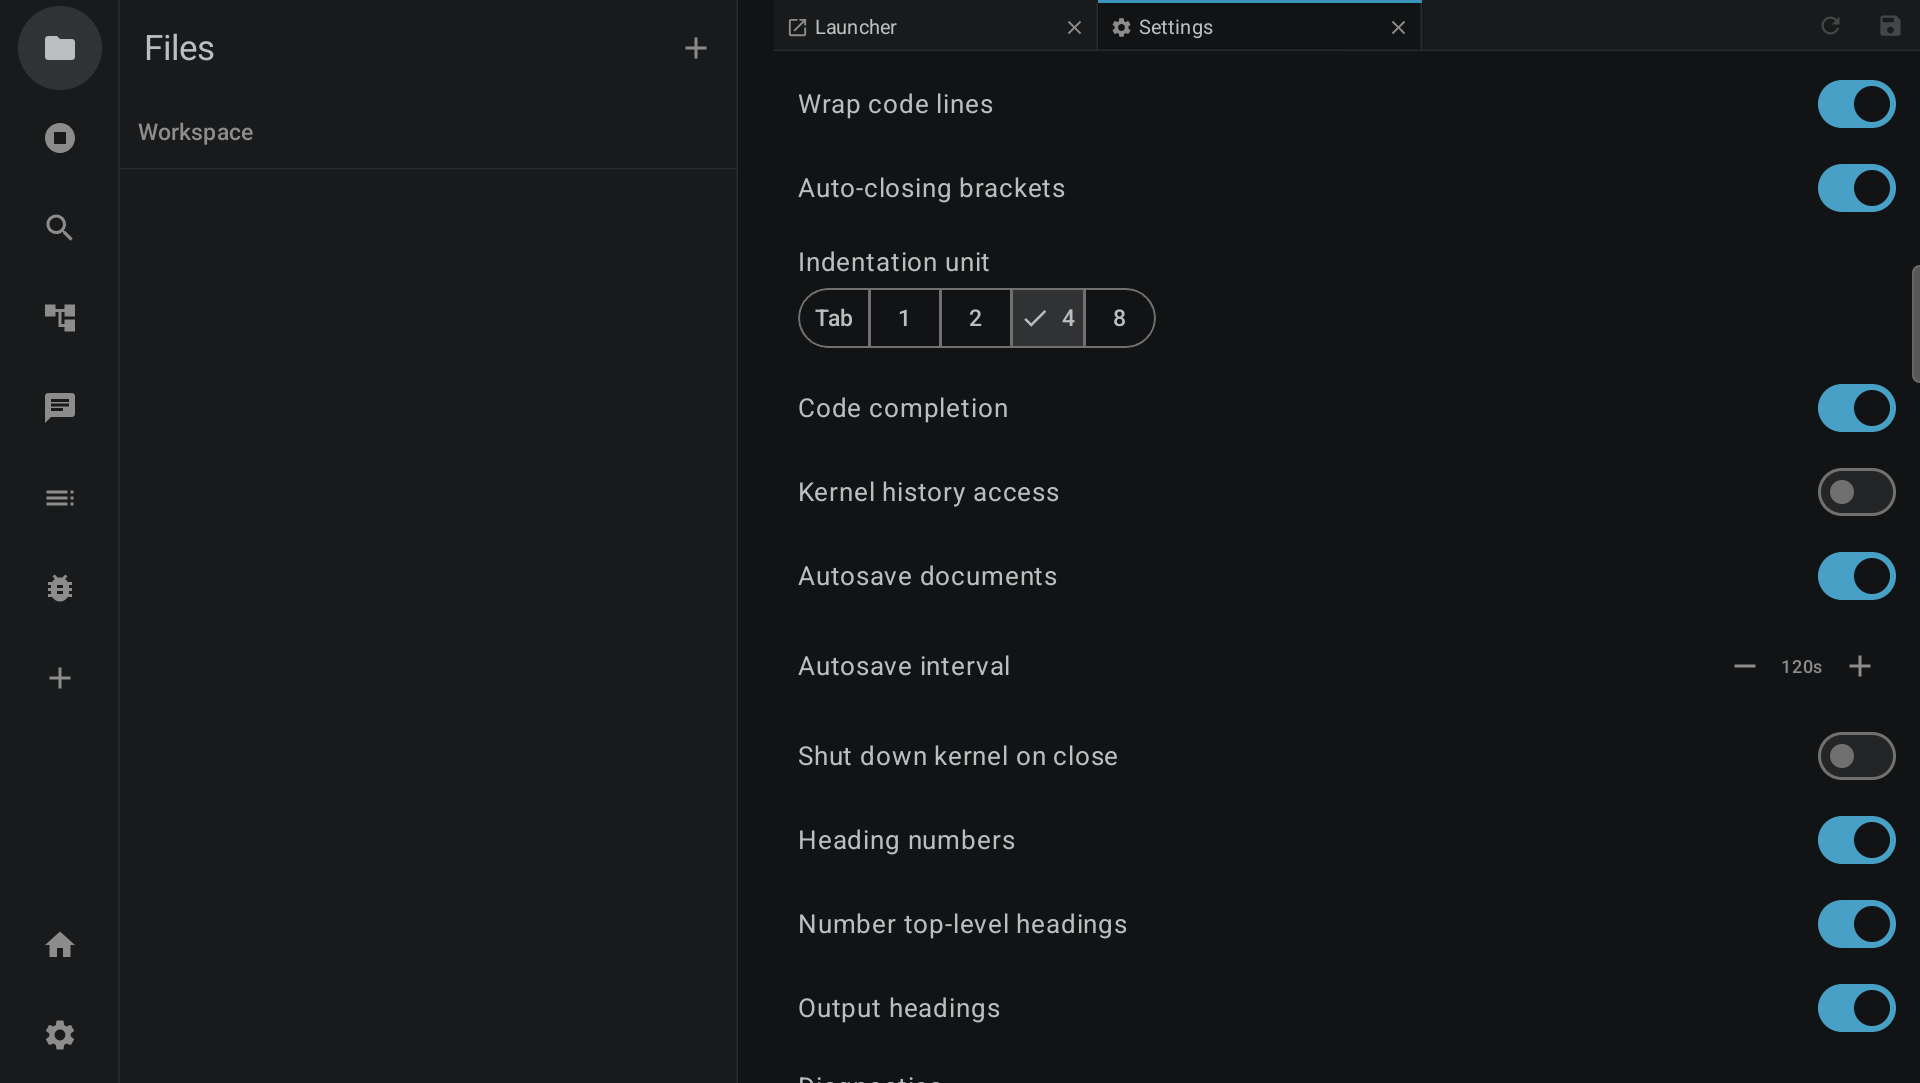 Files
Workspace
Launcher
Settings
Wrap code lines
Auto-closing brackets
Indentation unit
Tab 1 2 4 8
Code completion
Kernel history access
Autosave documents
Autosave interval
120s
Shut down kernel on close
Heading numbers
Number top-level headings
Output headings